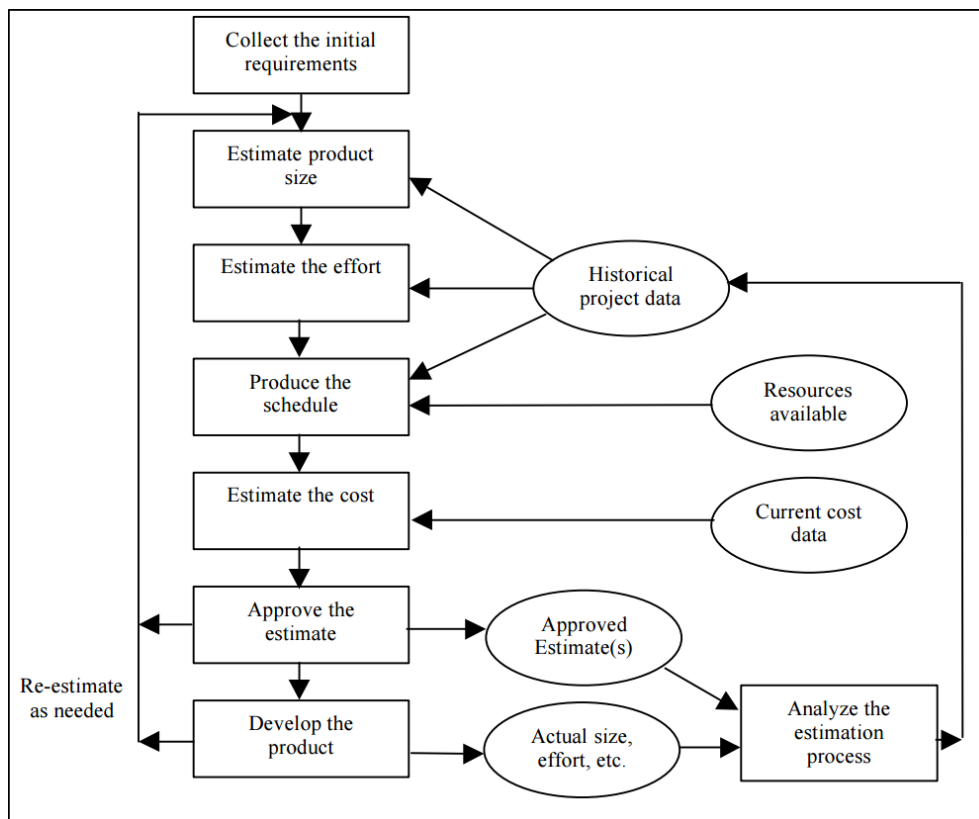 Collect the initial
requirements
Estimate product
size
Estimate the effort
Historical
project data
Produce the
schedule
Resources
available
Estimate the cost
Current cost
data
Approve the
estimate
Approved
Estimate(s)
Re-estimate
as needed
Develop the
product
Actual size,
effort, etc.
Analyze the
estimation
process